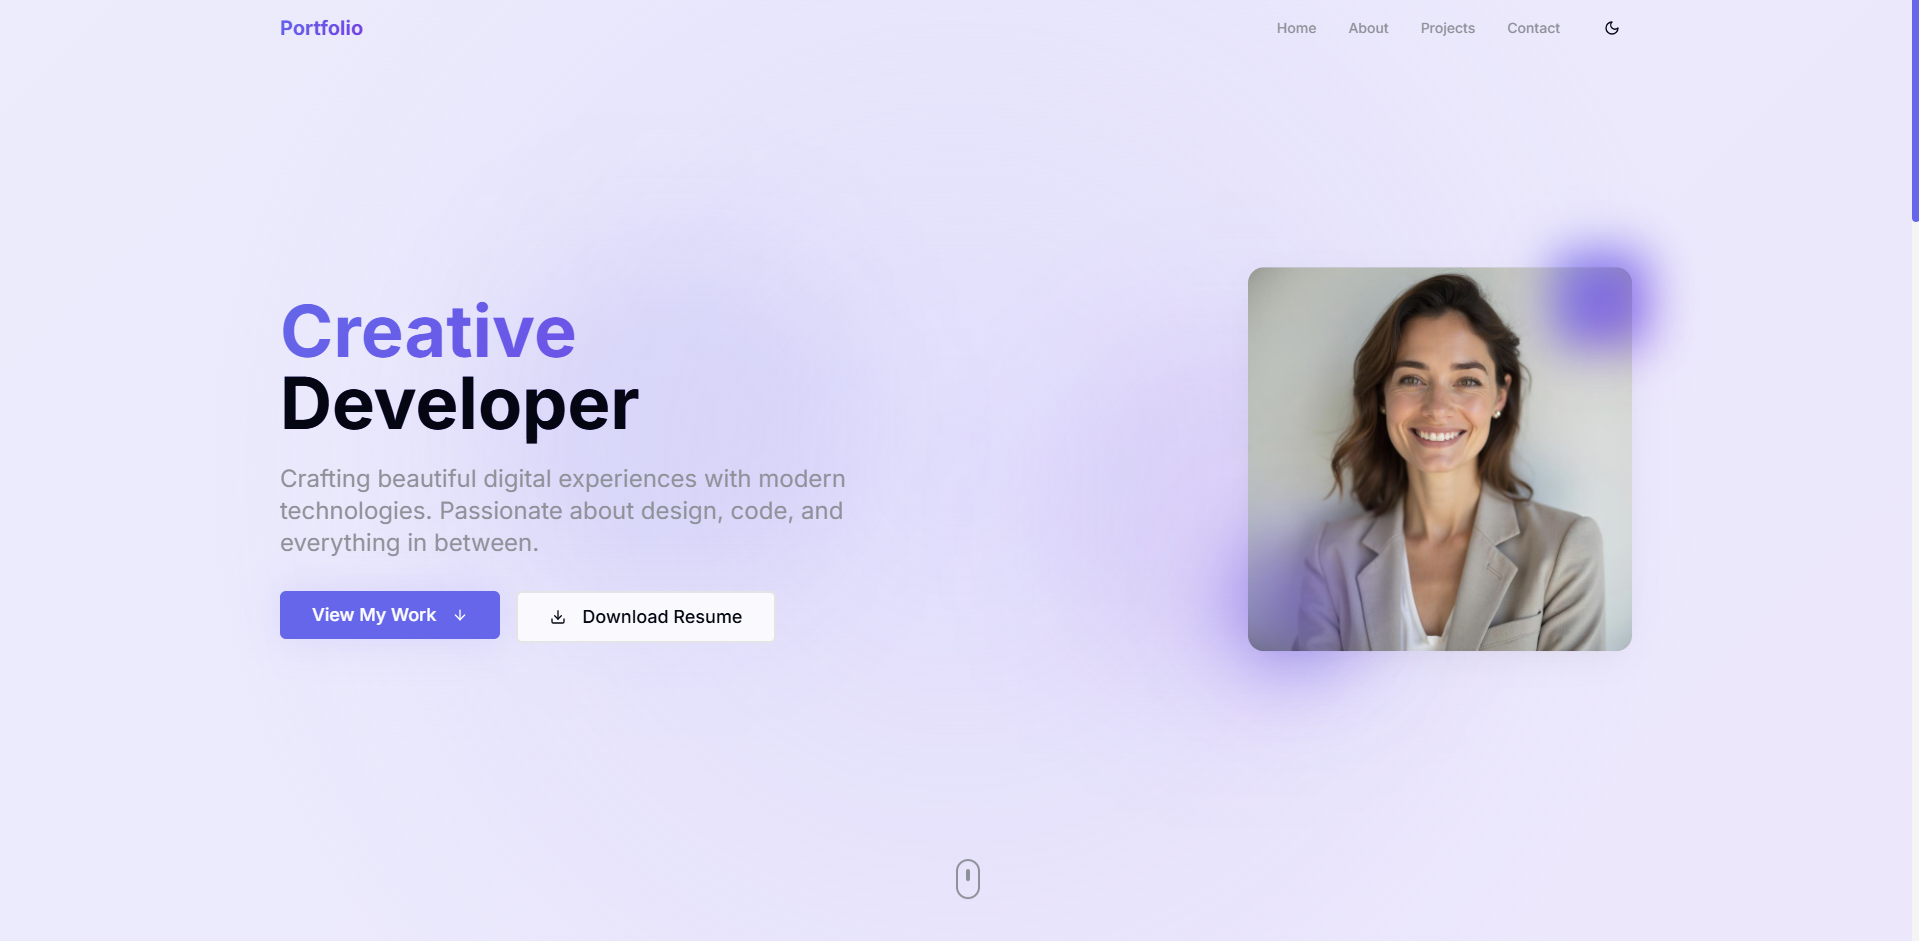 Portfolio
Home
About
Projects
Contact
Creative
Developer
Crafting beautiful digital experiences with modern
technologies. Passionate about design, code, and
everything in between.
View My Work
Download Resume